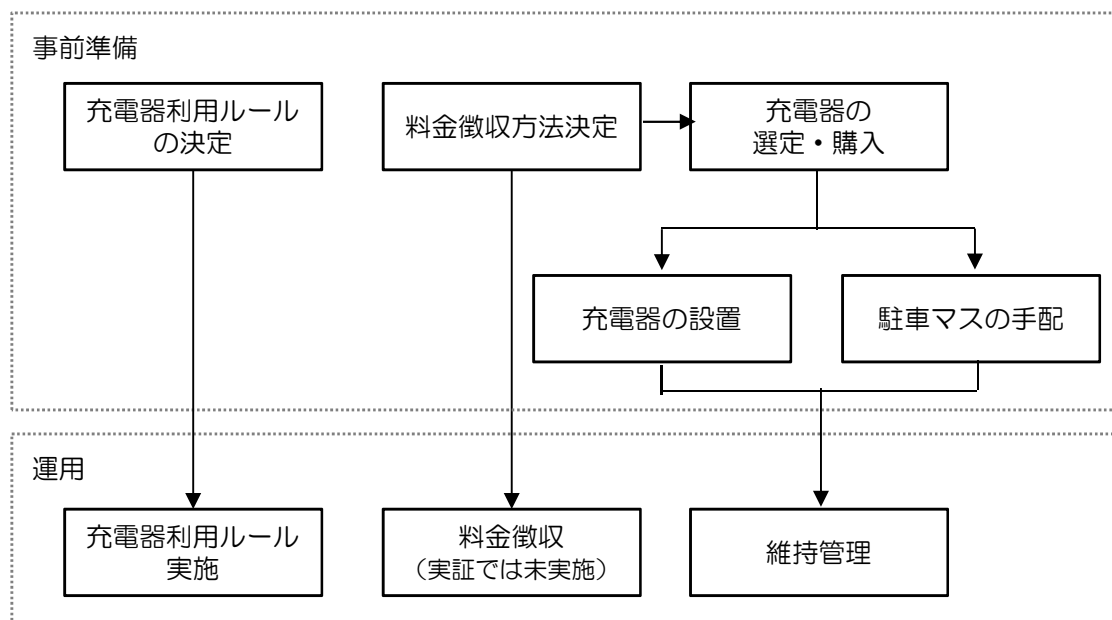 事前準備
充電器利用ルール
の決定
料金徴収方法決定
充電器の
選定・購入
充電器の設置
駐車マスの手配
運用
充電器利用ルール
実施
料金徴収
（実証では未実施）
維持管理